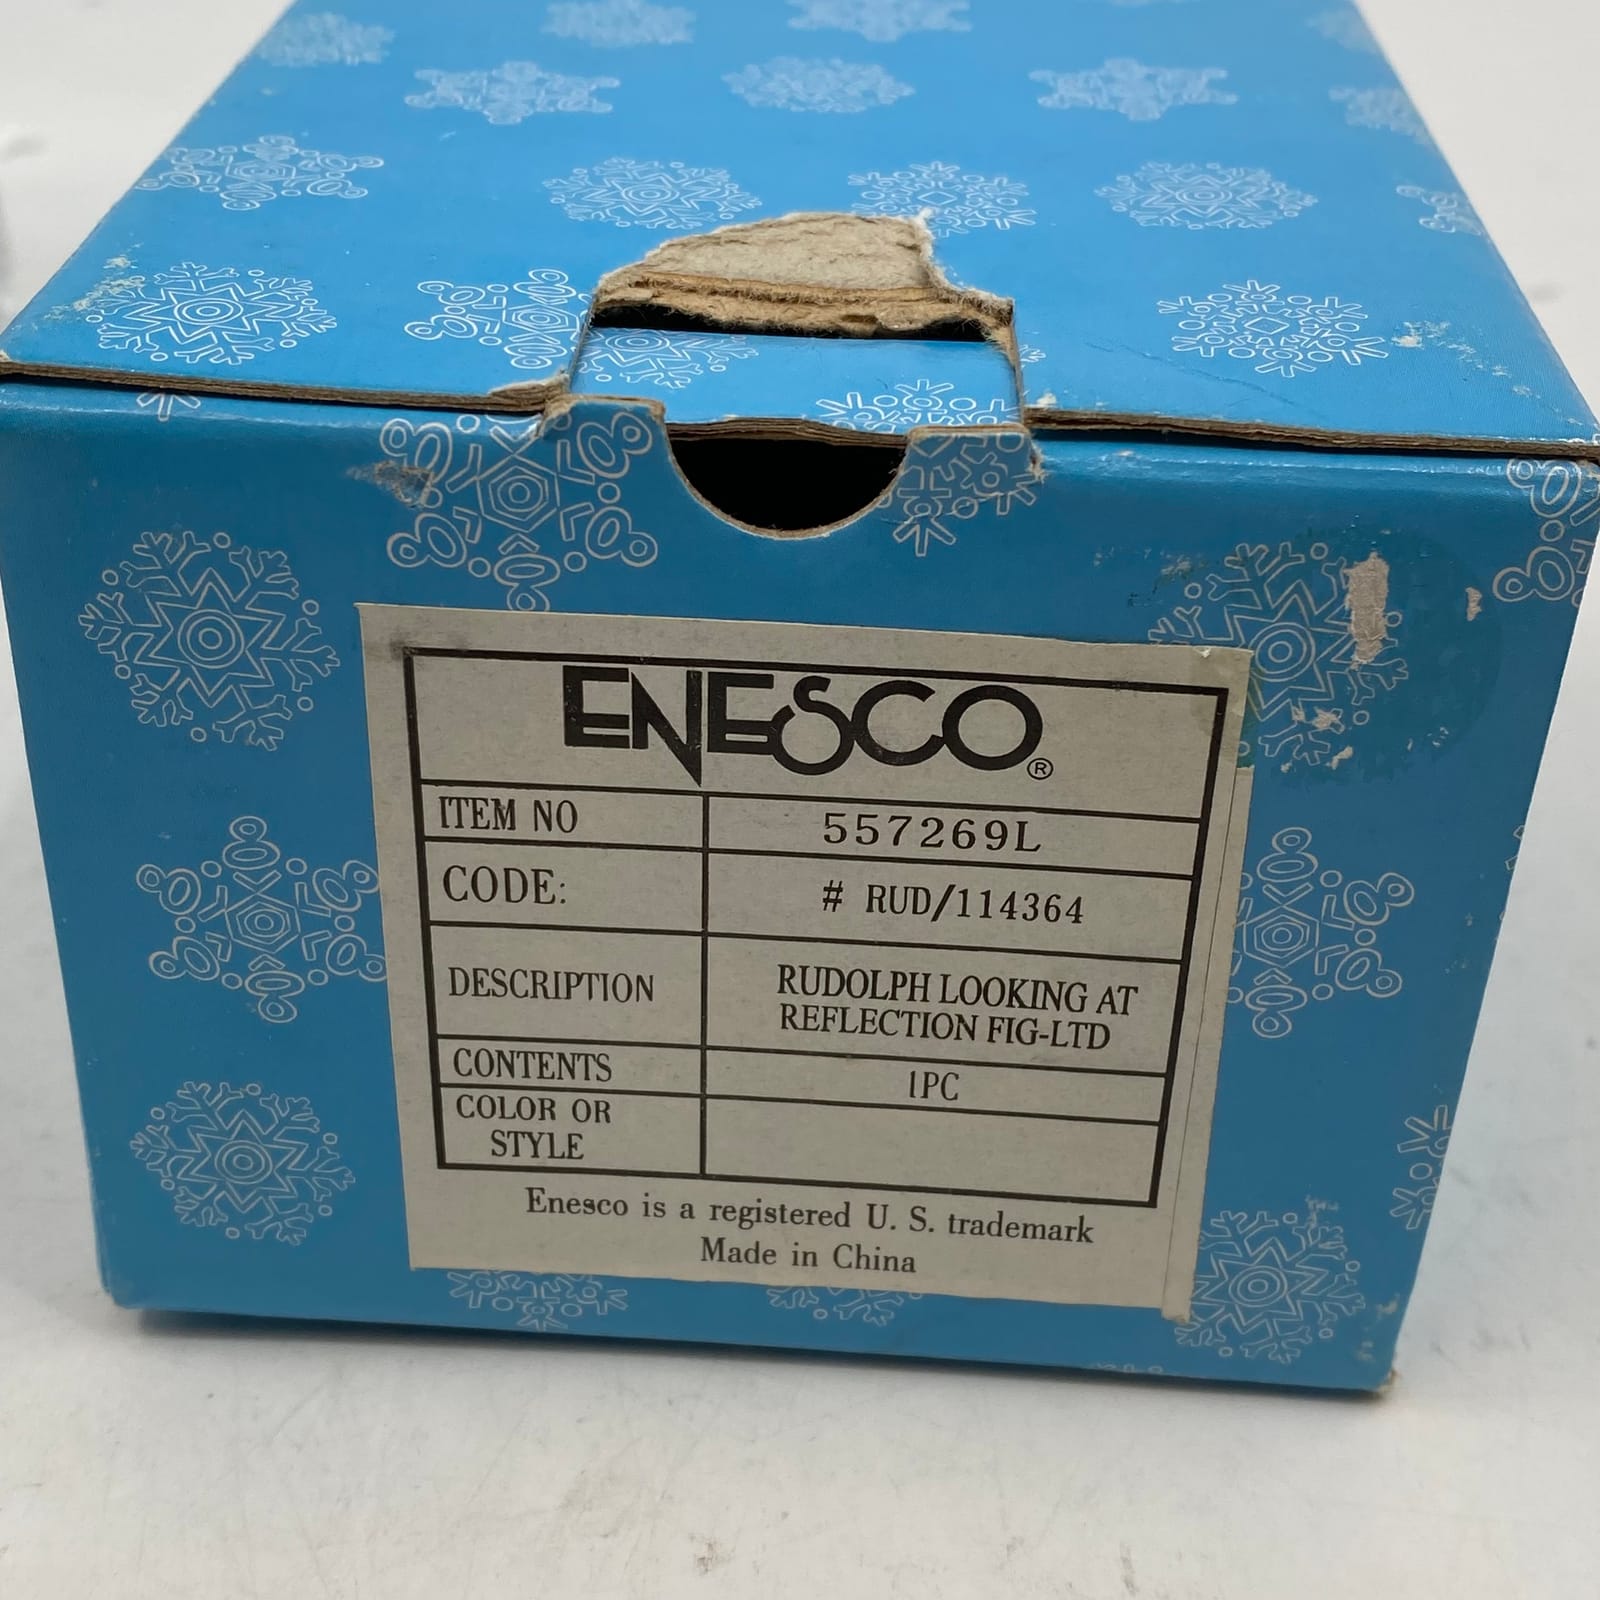 ENESCO®
ITEM NO 557269L
CODE: # RUD/114364
DESCRIPTION RUDOLPH LOOKING AT
REFLECTION FIG-LTD
CONTENTS 1PC
COLOR OR
STYLE
Enesco is a registered U. S. trademark
Made in China